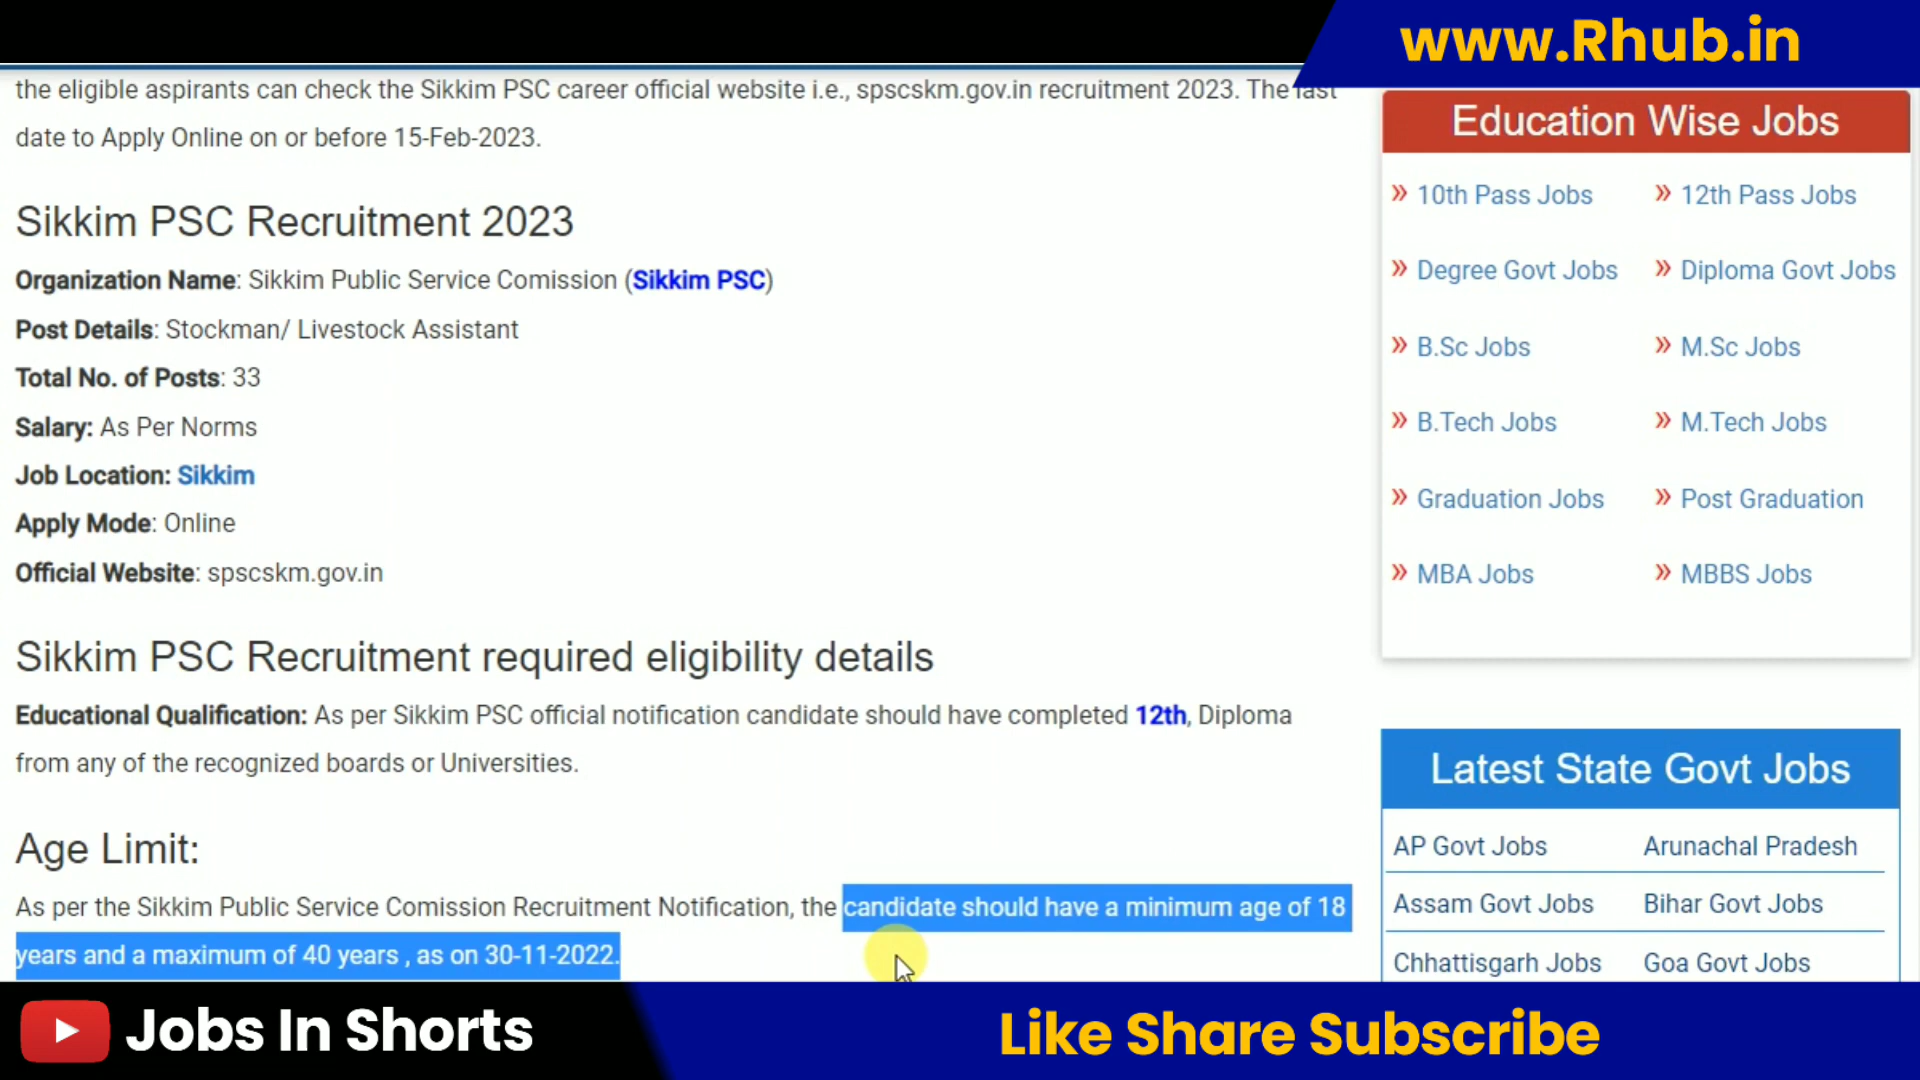 www.Rhub.in
the eligible aspirants can check the Sikkim PSC career official website i.e., spscskm.gov.in recruitment 2023. The last
date to Apply Online on or before 15-Feb-2023.
Sikkim PSC Recruitment 2023
Organization Name: Sikkim Public Service Comission (Sikkim PSC)
Post Details: Stockman/ Livestock Assistant
Total No. of Posts: 33
Salary: As Per Norms
Job Location: Sikkim
Apply Mode: Online
Official Website: spscskm.gov.in
Sikkim PSC Recruitment required eligibility details
Educational Qualification: As per Sikkim PSC official notification candidate should have completed 12th, Diploma
from any of the recognized boards or Universities.
Age Limit:
As per the Sikkim Public Service Comission Recruitment Notification, the candidate should have a minimum age of 18
years and a maximum of 40 years , as on 30-11-2022.
Education Wise Jobs
» 10th Pass Jobs » 12th Pass Jobs
» Degree Govt Jobs » Diploma Govt Jobs
» B.Sc Jobs » M.Sc Jobs
» B.Tech Jobs » M.Tech Jobs
» Graduation Jobs » Post Graduation
» MBA Jobs » MBBS Jobs
Latest State Govt Jobs
AP Govt Jobs Arunachal Pradesh
Assam Govt Jobs Bihar Govt Jobs
Chhattisgarh Jobs Goa Govt Jobs
Jobs In Shorts
Like Share Subscribe